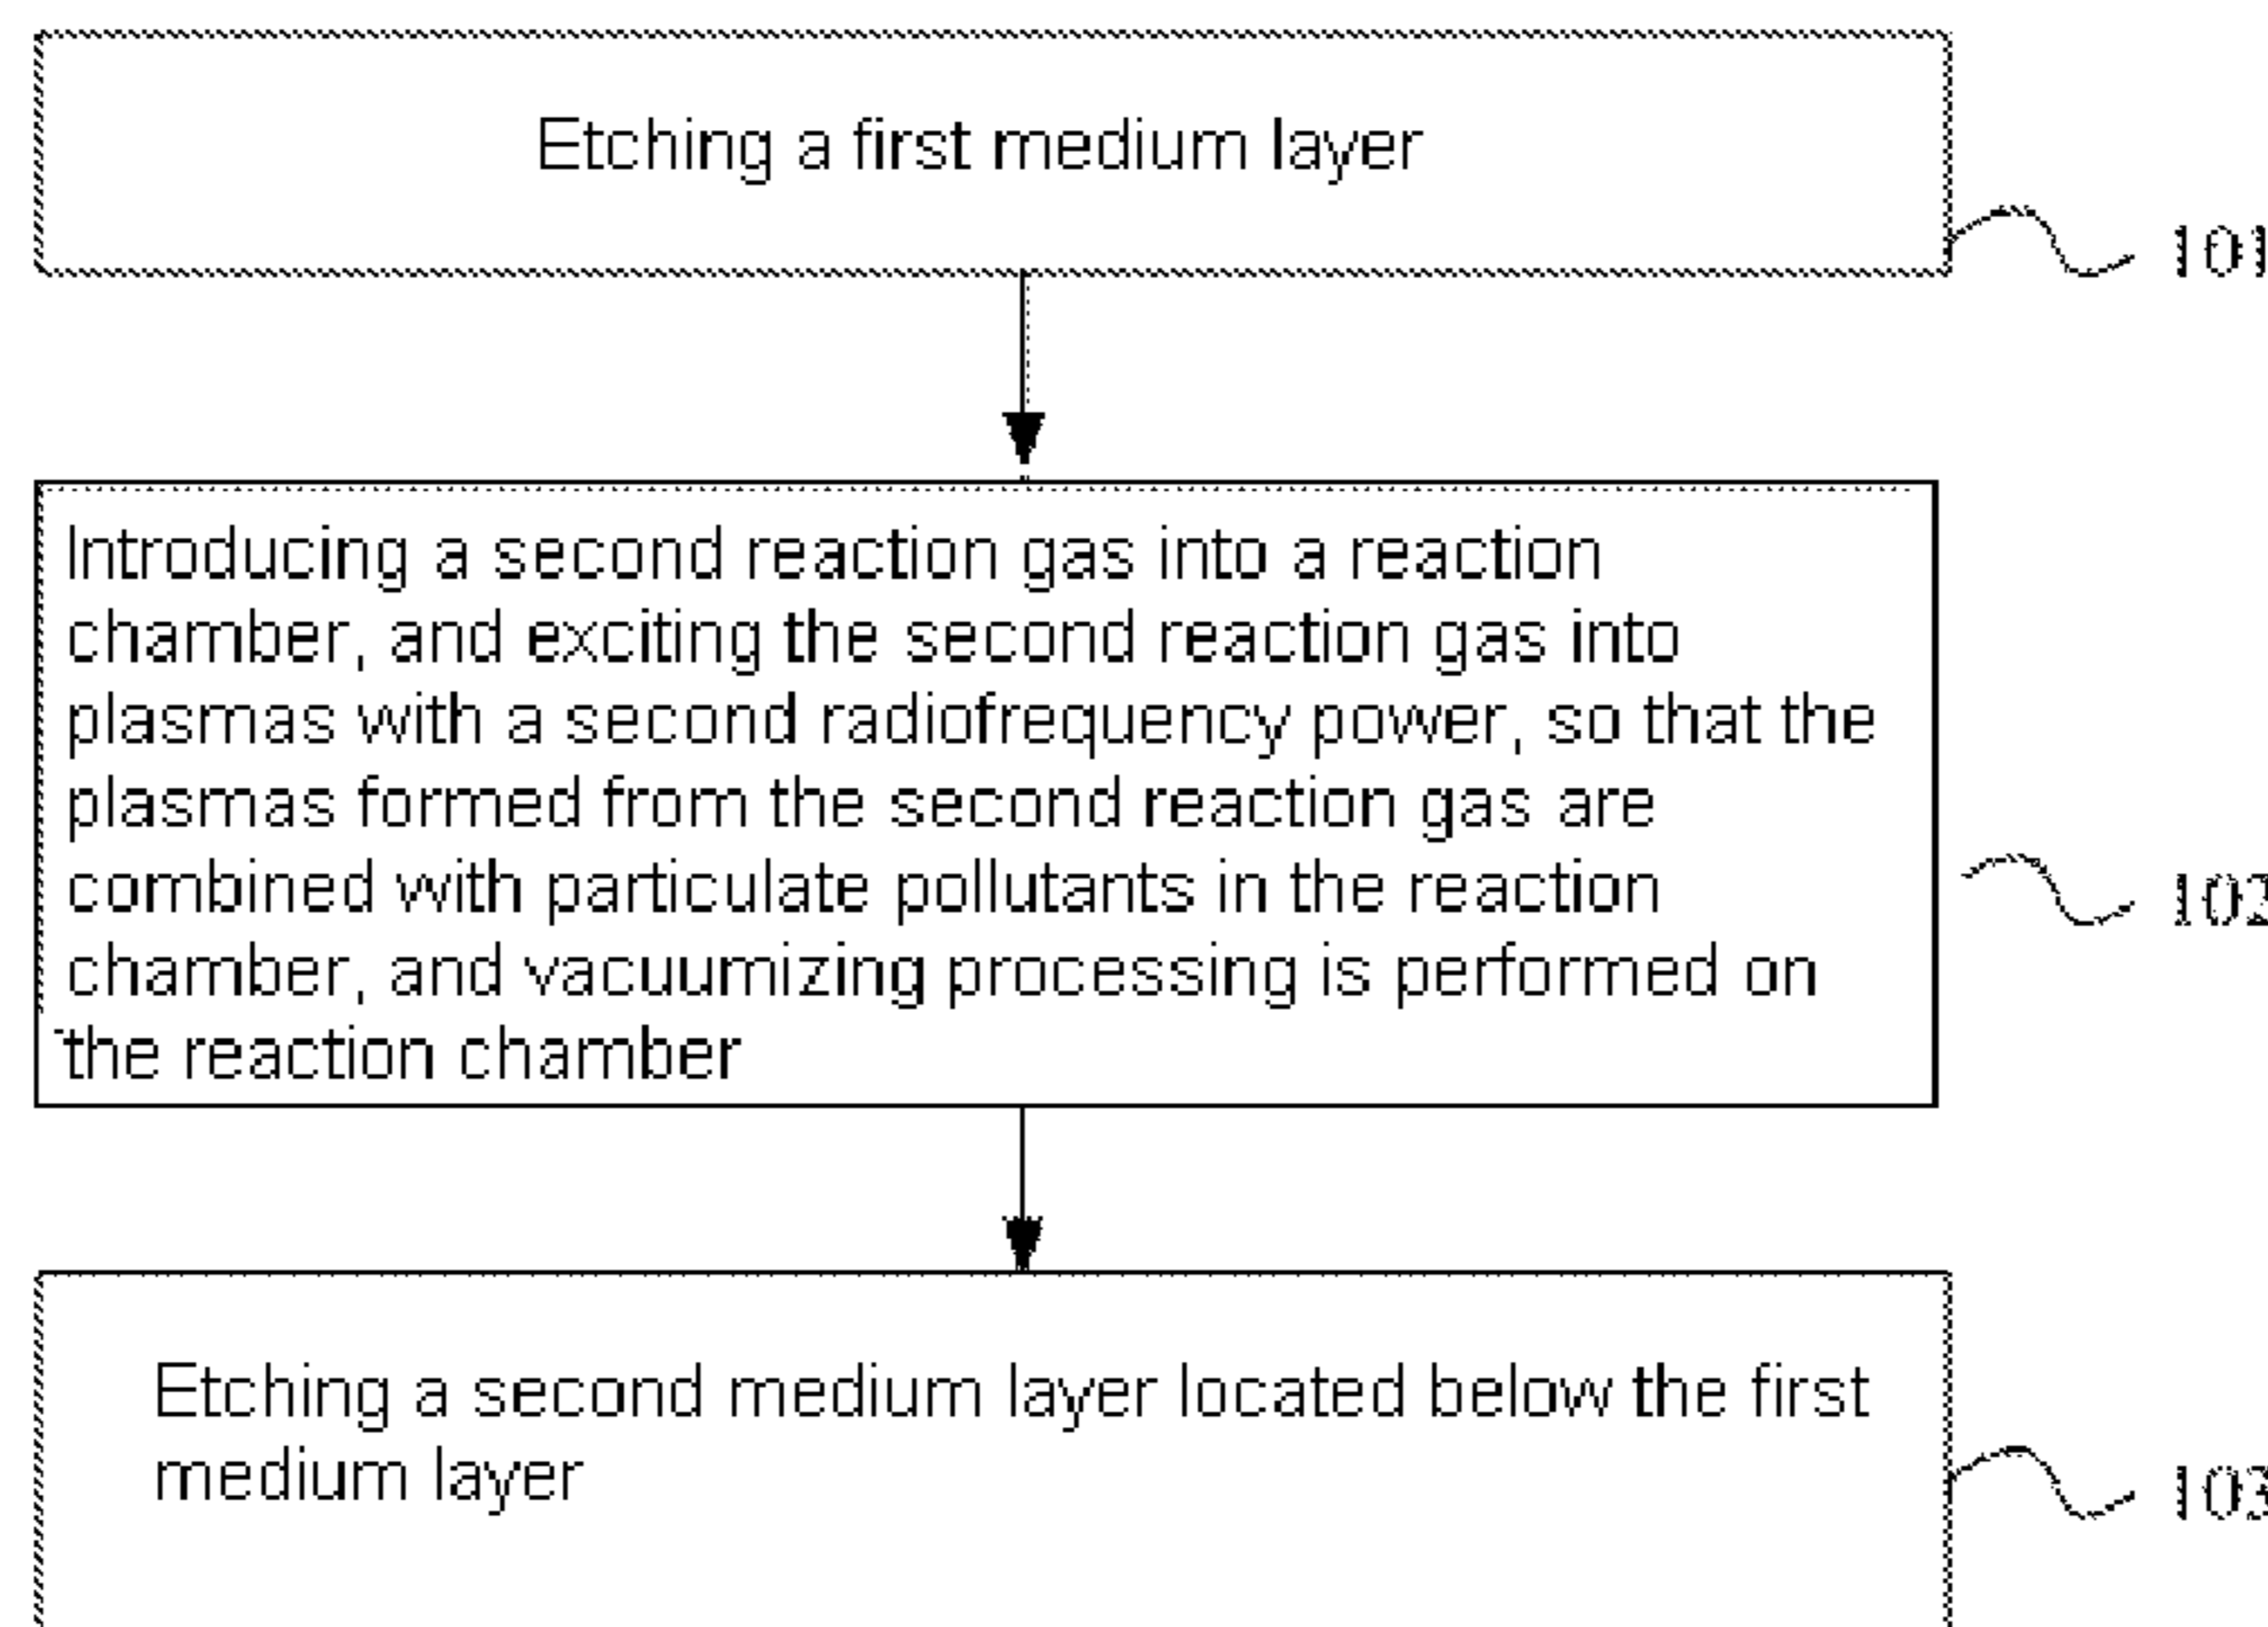 Etching a first medium layer
101
Introducing a second reaction gas into a reaction
chamber, and exciting the second reaction gas into
plasmas with a second radiofrequency power, so that the
plasmas formed from the second reaction gas are
combined with particulate pollutants in the reaction
chamber, and vacuumizing processing is performed on
the reaction chamber
102
Etching a second medium layer located below the first
medium layer
103